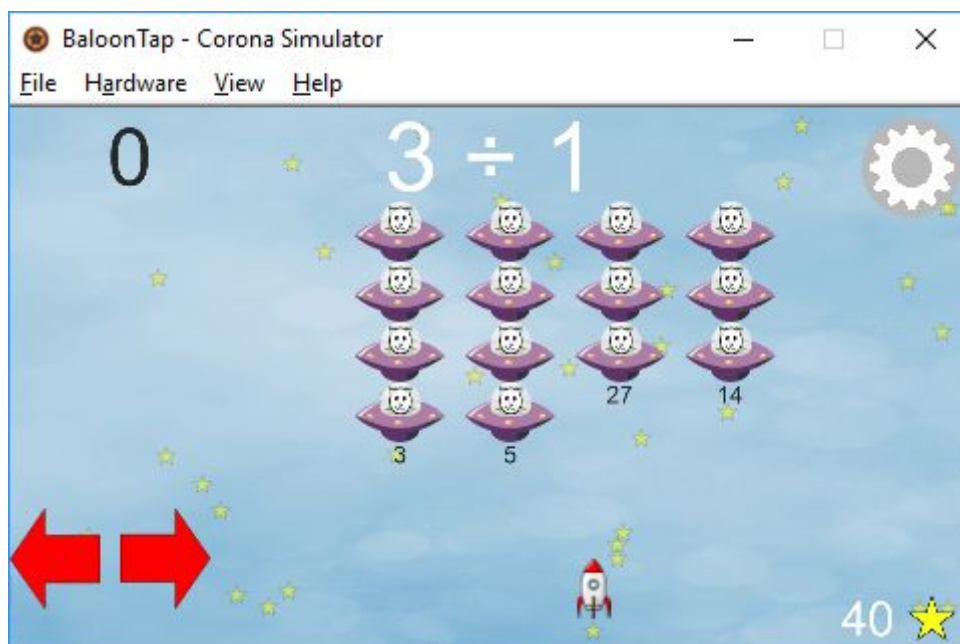 BaloonTap - Corona Simulator
File Hardware View Help
0 3 ÷ 1
27 14
3 5
40